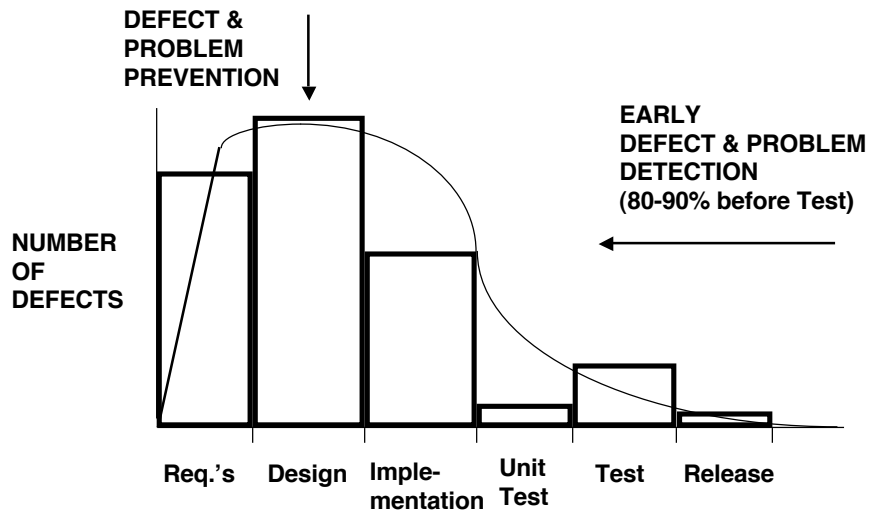 DEFECT &
PROBLEM
PREVENTION
EARLY
DEFECT & PROBLEM
DETECTION
(80-90% before Test)
NUMBER
OF
DEFECTS
Req.'s
Design
Imple-
mentation
Unit
Test
Test
Release